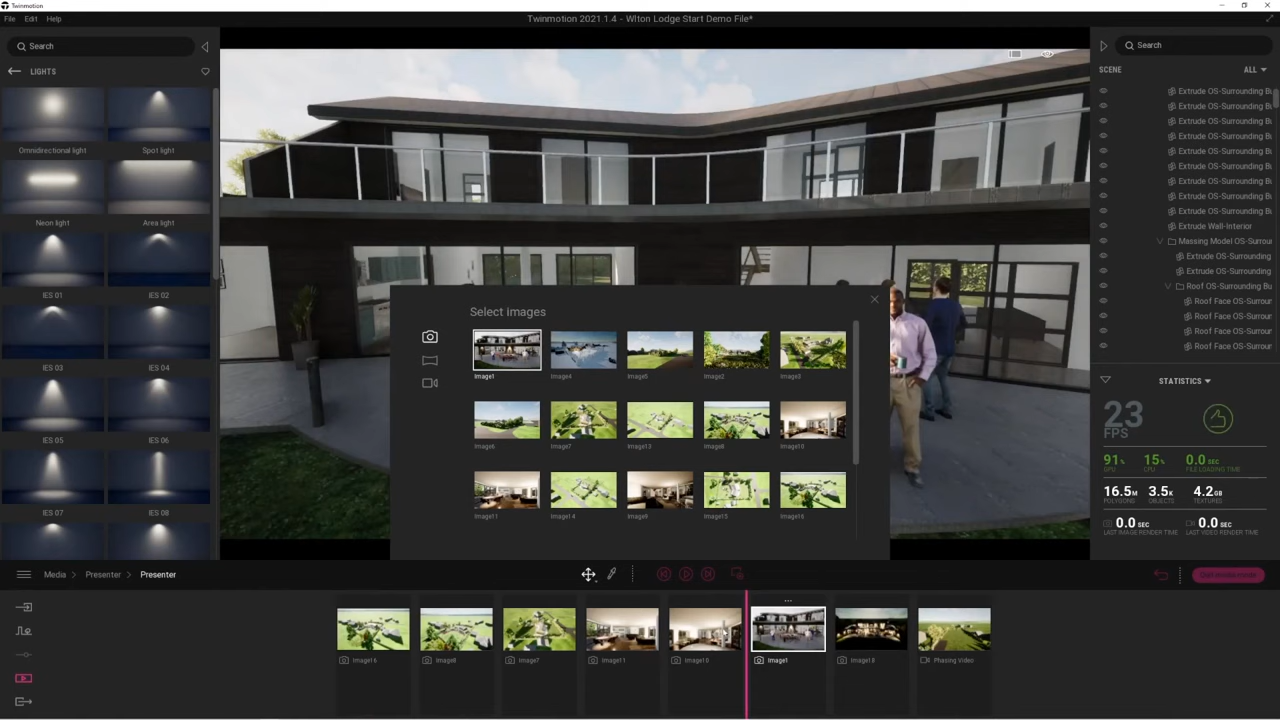 Twinmotion
File Edit Help
Twinmotion 2021.1.4 - Wlton Lodge Start Demo File*
Search
LIGHTS
Omnidirectional light
Spot light
Neon light
Area light
IES 01
IES 02
IES 03
IES 04
IES 05
IES 06
IES 07
IES 08
Select images
Image1
Image4
Image5
Image2
Image3
Image6
Image7
Image13
Image8
Image10
Image11
Image14
Image9
Image15
Image16
Search
SCENE
ALL
Extrude OS-Surrounding Bu
Extrude OS-Surrounding Bu
Extrude OS-Surrounding Bu
Extrude OS-Surrounding Bu
Extrude OS-Surrounding Bu
Extrude OS-Surrounding Bu
Extrude OS-Surrounding Bu
Extrude OS-Surrounding Bu
Extrude OS-Surrounding Bu
Extrude Wall-Interior
Massing Model OS-Surrour
Extrude OS-Surrounding
Extrude OS-Surrounding
Roof OS-Surrounding Bu
Roof Face OS-Surrour
Roof Face OS-Surrour
Roof Face OS-Surrour
Roof Face OS-Surrour
STATISTICS
23
FPS
91% 15% 0.0 SEC
GPU CPU FILE LOADING TIME
16.5M 3.5K 4.2GB
POLYGONS OBJECTS TEXTURES
0.0 SEC 0.0 SEC
LAST IMAGE RENDER TIME LAST VIDEO RENDER TIME
Media Presenter Presenter
Image16
Image8
Image7
Image11
Image10
Image1
Image18
Phasing Video